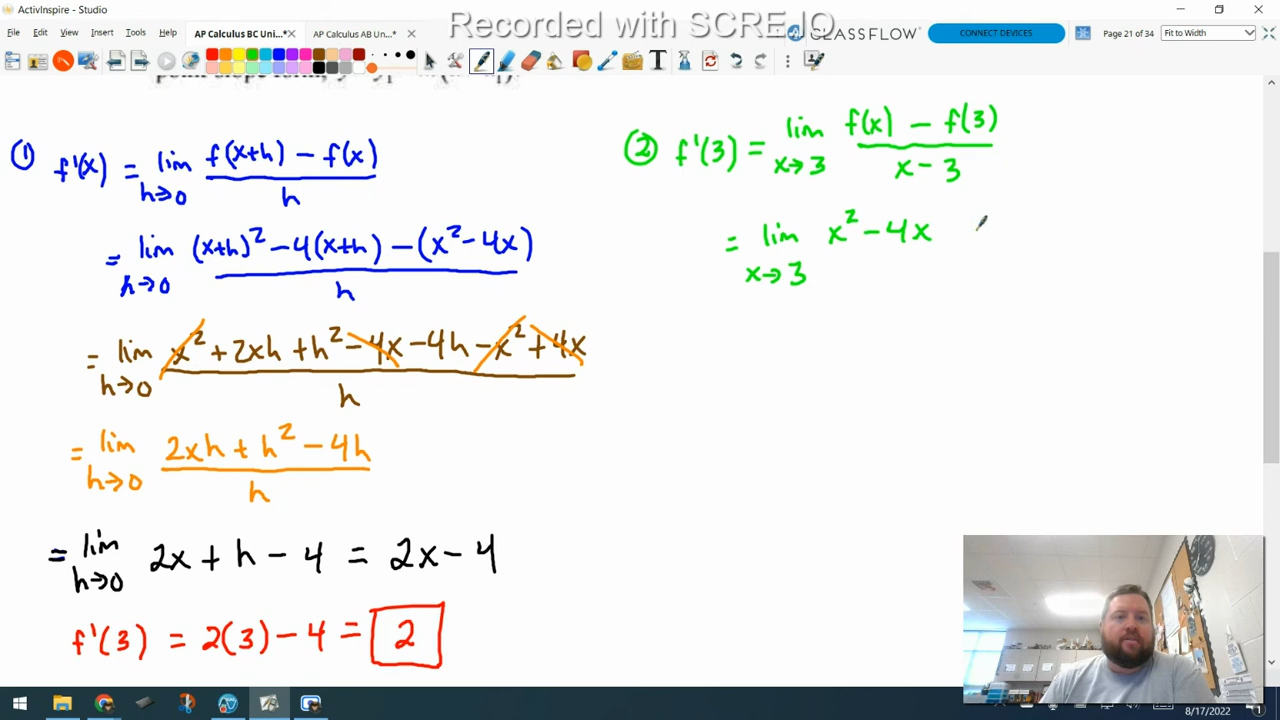 ActivInspire - Studio
Recorded with SCRE.IO
AP Calculus BC Uni...*
AP Calculus AB Un...*
CLASSFLOW
CONNECT DEVICES
File Edit View Insert Tools Help
Page 21 of 34
Fit to Width
① f'(x) = lim h→0 f(x+h) - f(x) / h
= lim h→0 (x+h)² - 4(x+h) - (x² - 4x) / h
= lim h→0 x² + 2xh + h² - 4x - 4h - x² + 4x / h
= lim h→0 2xh + h² - 4h / h
= lim h→0 2x + h - 4 = 2x - 4
f'(3) = 2(3) - 4 = 2
② f'(3) = lim x→3 f(x) - f(3) / x - 3
= lim x→3 x² - 4x
8/17/2022